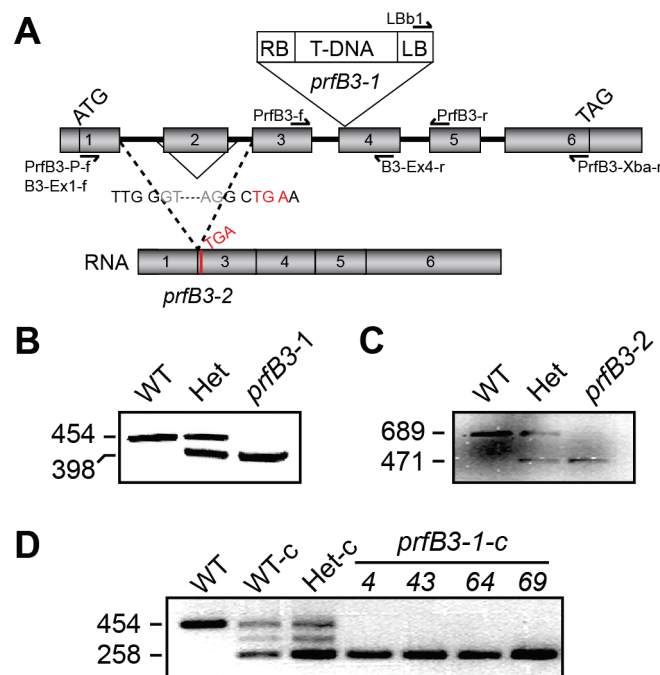 A
LBb1
RB T-DNA LB
prfB3-1
ATG
PrfB3-f
PrfB3-r
TAG
1 2 3 4 5 6
PrfB3-P-f
B3-Ex1-f
B3-Ex4-r
PrfB3-Xba-r
TTG GGT----AGG CTGAA
TGA
RNA 1 3 4 5 6
prfB3-2
B
WT Het prfB3-1
454
398
C
WT Het prfB3-2
689
471
D
WT WT-c Het-c prfB3-1-c
4 43 64 69
454
258